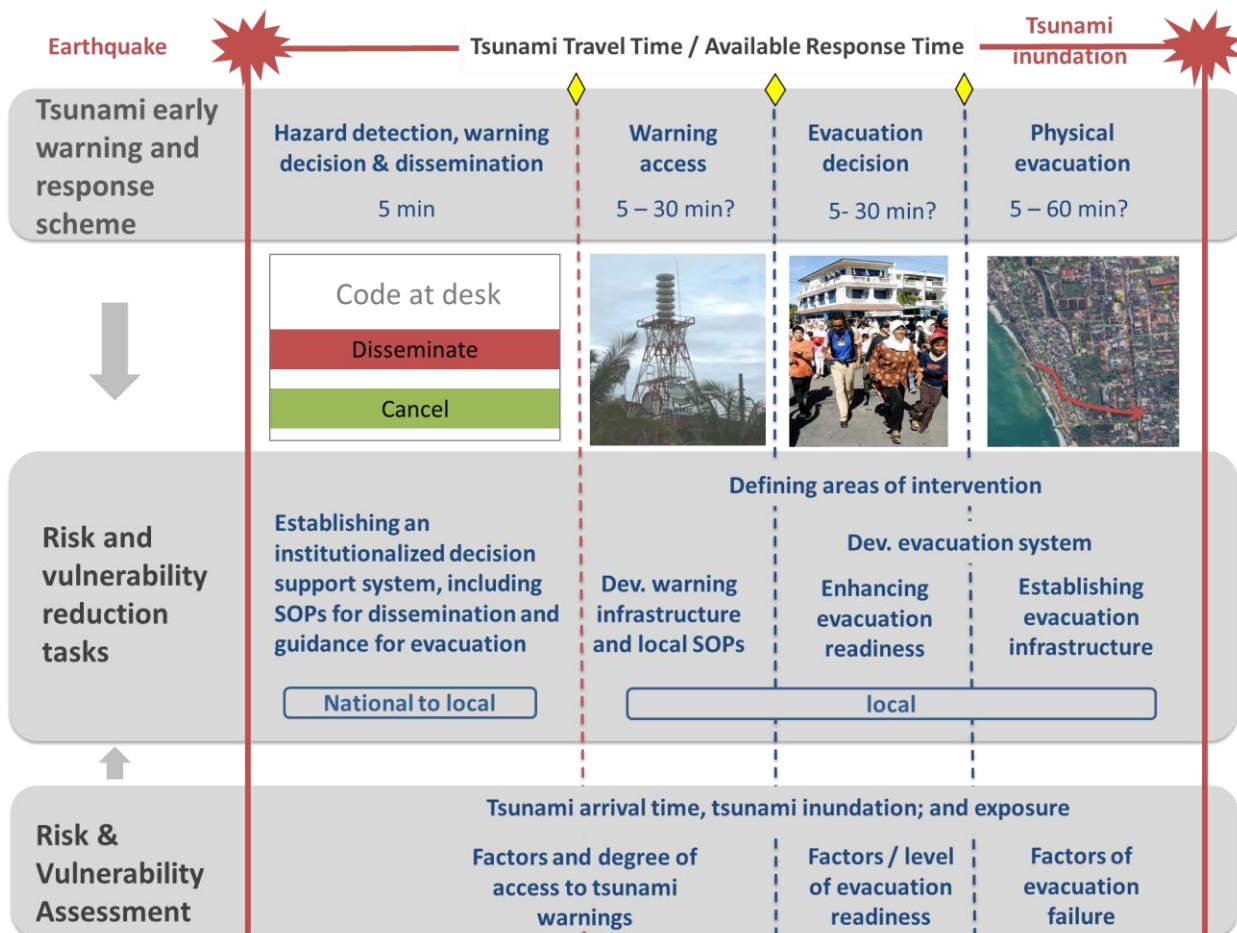 Earthquake
Tsunami Travel Time / Available Response Time
Tsunami
inundation
Tsunami early
warning and
response
scheme
Hazard detection, warning
decision & dissemination
5 min
Warning
access
5 – 30 min?
Evacuation
decision
5- 30 min?
Physical
evacuation
5 – 60 min?
Code at desk
Disseminate
Cancel
Risk and
vulnerability
reduction
tasks
Defining areas of intervention
Establishing an
institutionalized decision
support system, including
SOPs for dissemination and
guidance for evacuation
Dev. warning
infrastructure
and local SOPs
Dev. evacuation system
Enhancing
evacuation
readiness
Establishing
evacuation
infrastructure
National to local
local
Risk &
Vulnerability
Assessment
Tsunami arrival time, tsunami inundation; and exposure
Factors and degree of
access to tsunami
warnings
Factors / level
of evacuation
readiness
Factors of
evacuation
failure